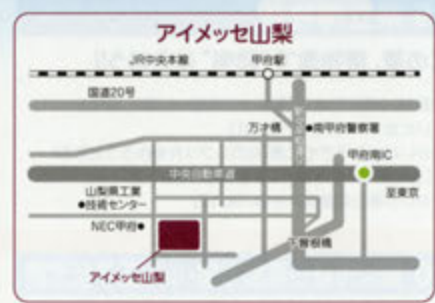 アイメッセ山梨
JR中央本線
甲府駅
国道20号
万才橋
●南甲府警察署
甲府南IC
中央自動車道
至東京
山梨県工業
●技術センター
NEC甲府●
下曽根橋
アイメッセ山梨